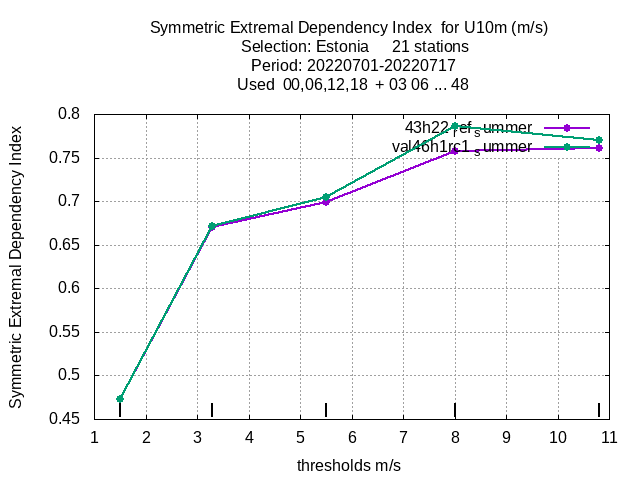 Symmetric Extremal Dependency Index  for U10m (m/s)
Selection: Estonia     21 stations
Period: 20220701-20220717
Used  00,06,12,18  + 03 06 ... 48
Symmetric Extremal Dependency Index
0.8
0.75
0.7
0.65
0.6
0.55
0.5
0.45
43h22_ref_summer
val46h1rc1_summer
1 2 3 4 5 6 7 8 9 10 11
thresholds m/s